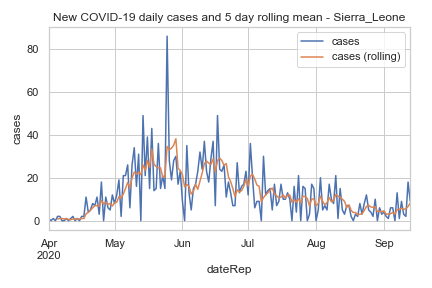 New COVID-19 daily cases and 5 day rolling mean - Sierra_Leone
cases
cases (rolling)
80
60
40
20
0
cases
Apr May Jun Jul Aug Sep
2020
dateRep